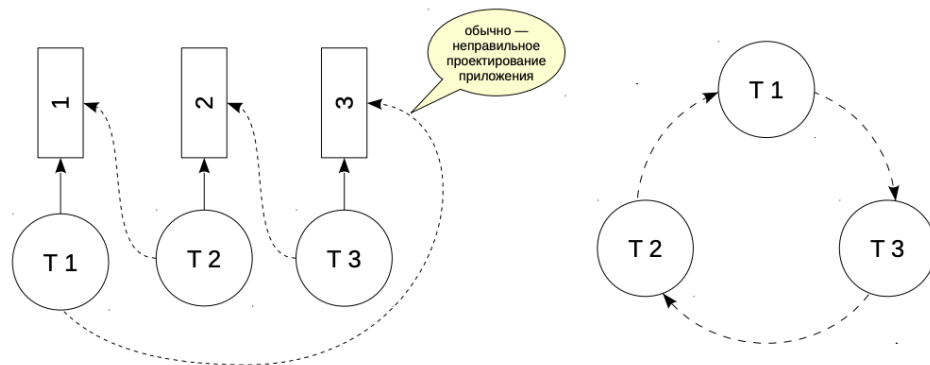 обычно —
неправильное
проектирование
приложения
1
2
3
T 1
T 2
T 3
T 1
T 2
T 3